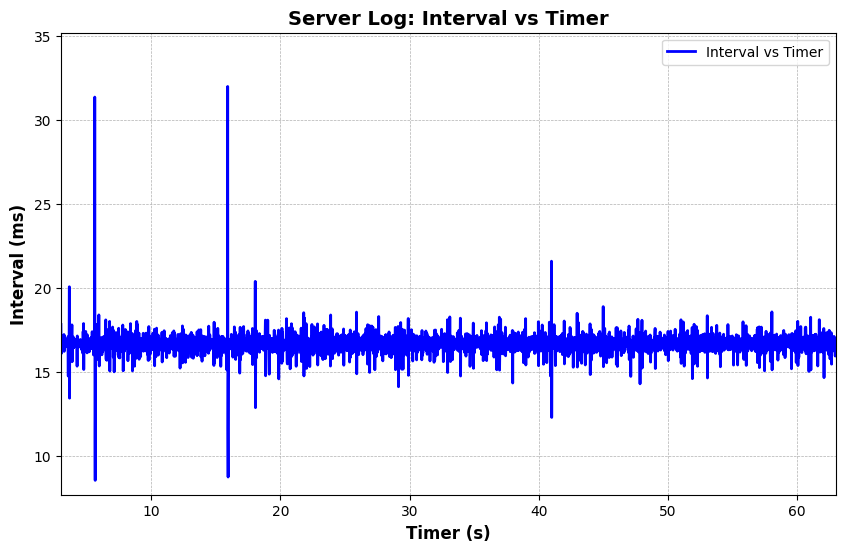 Server Log: Interval vs Timer
Interval vs Timer
35
30
25
20
15
10
Interval (ms)
10 20 30 40 50 60
Timer (s)